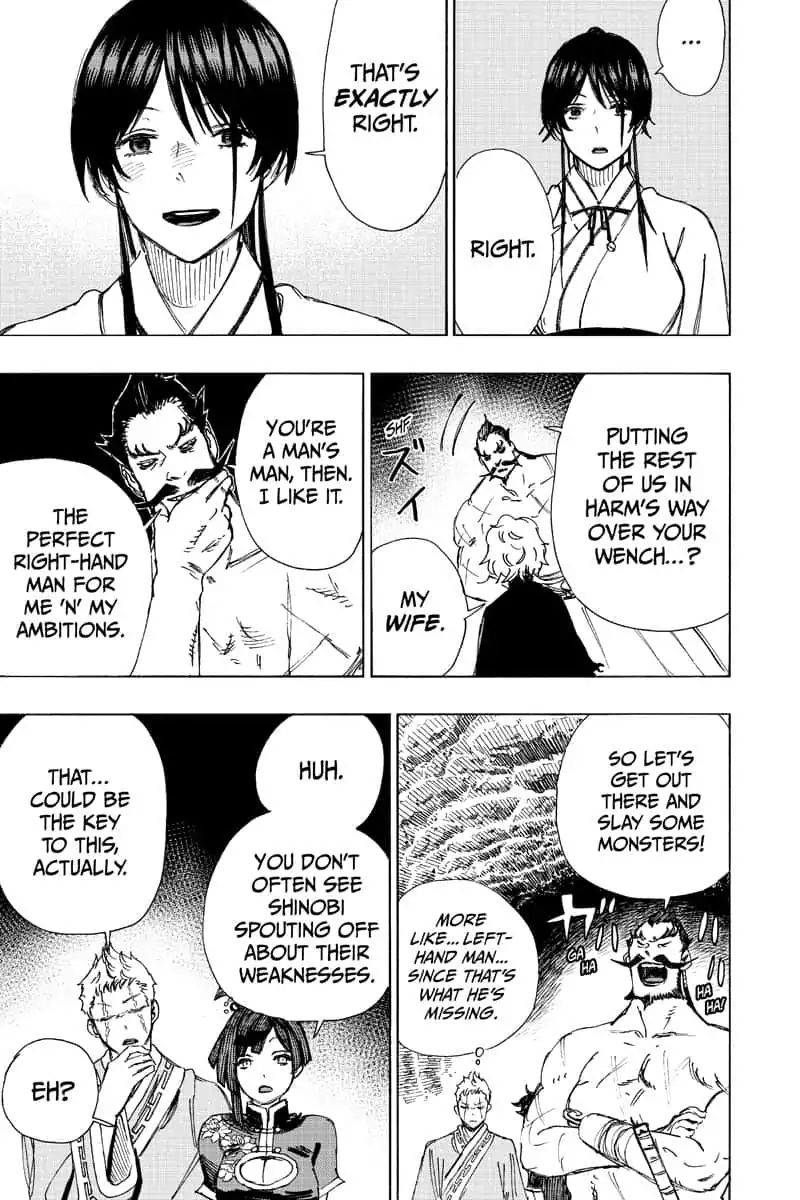 ...
RIGHT.
THAT'S
EXACTLY
RIGHT.
PUTTING
THE REST
OF US IN
HARM'S WAY
OVER YOUR
WENCH...?
SHF
ズイ
MY
WIFE.
YOU'RE
A MAN'S
MAN, THEN.
I LIKE IT.
THE
PERFECT
RIGHT-HAND
MAN FOR
ME 'N' MY
AMBITIONS.
SO LET'S
GET OUT
THERE AND
SLAY SOME
MONSTERS!
GA
HA
HA
HA!
MORE
LIKE... LEFT-
HAND MAN...
SINCE THAT'S
WHAT HE'S
MISSING.
HUH.
YOU DON'T
OFTEN SEE
SHINOBI
SPOUTING OFF
ABOUT THEIR
WEAKNESSES.
THAT...
COULD BE
THE KEY
TO THIS,
ACTUALLY.
EH?